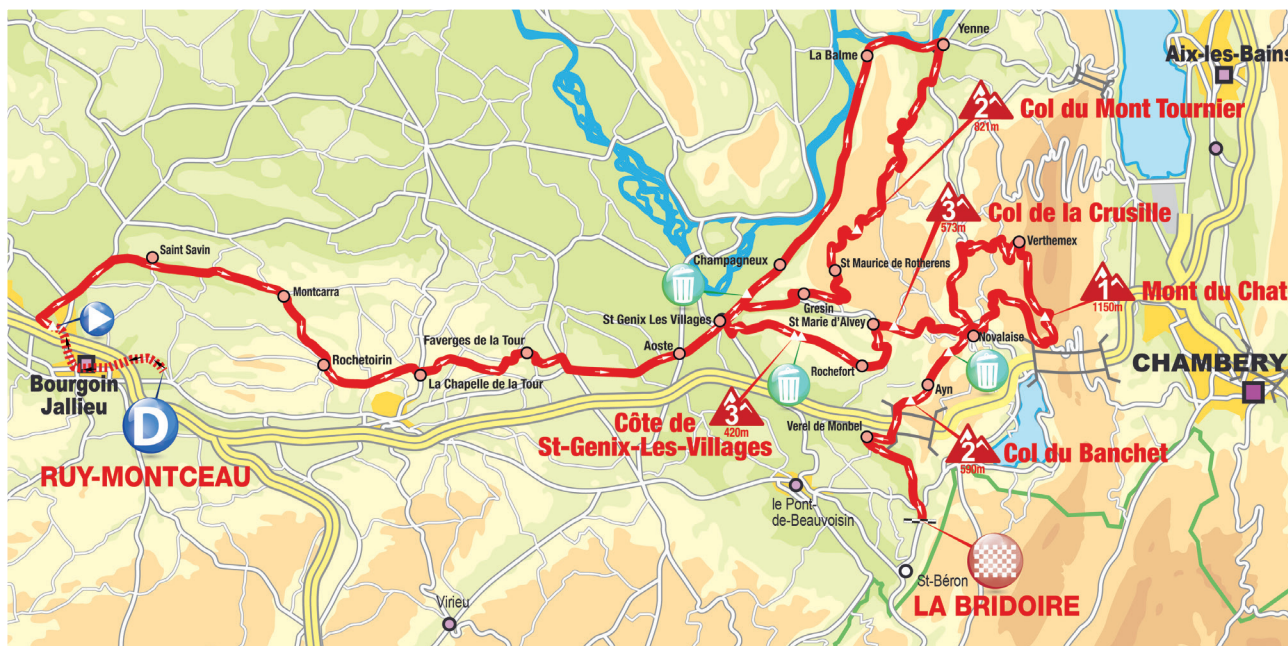 Yenne
La Balme
Aix-les-Bains
2
821m
Col du Mont Tournier
3
573m
Col de la Crusille
Verthemex
Saint Savin
Champagneux
St Maurice de Rotherens
1
1150m
Mont du Chat
Montcarra
Gresin
St Genix Les Villages
St Marie d'Alvey
Novalaise
Faverges de la Tour
Aoste
Rochetoirin
Rochefort
CHAMBERY
Bourgoin
Jallieu
La Chapelle de la Tour
Ayn
D
3
420m
Côte de
St-Genix-Les-Villages
Verel de Monbel
2
590m
Col du Banchet
RUY-MONTCEAU
le Pont-
de-Beauvoisin
St-Béron
LA BRIDOIRE
Virieu